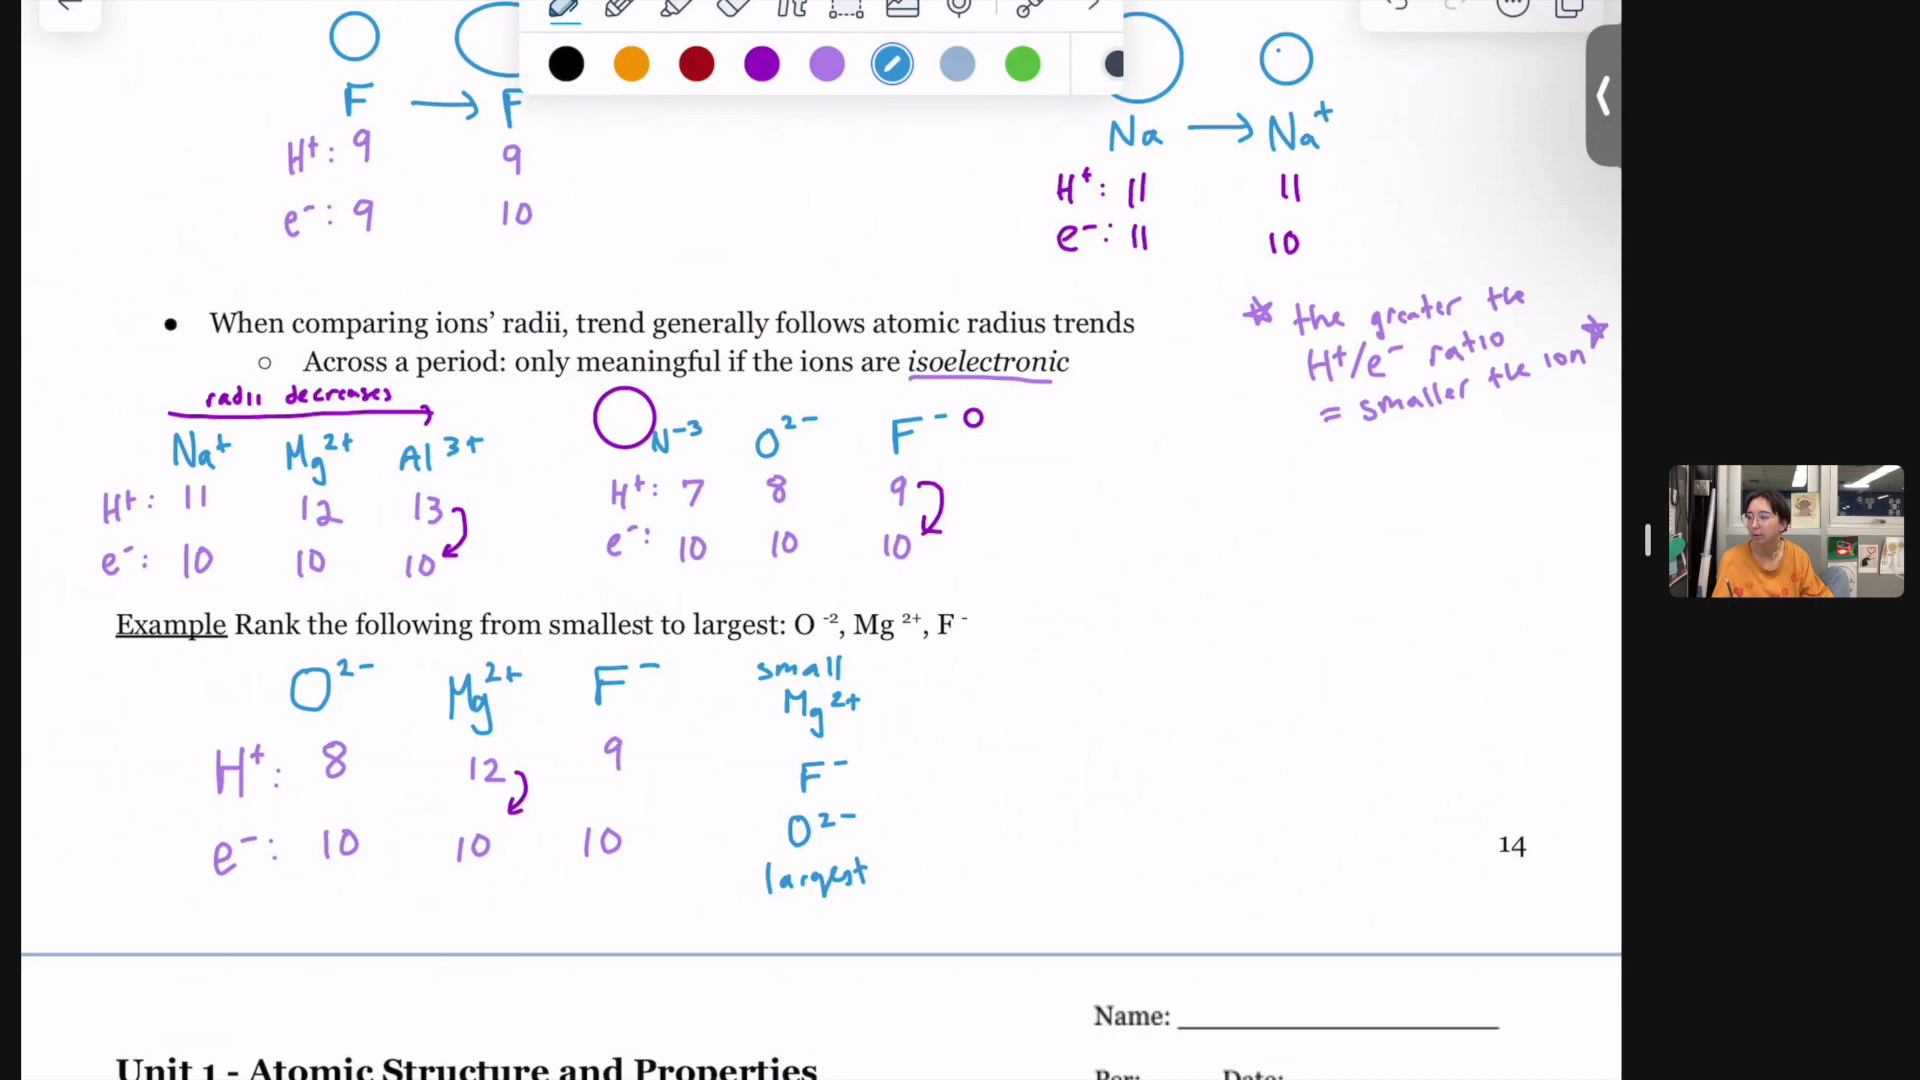 F → F
H⁺: 9 9
e⁻: 9 10
Na → Na⁺
H⁺: 11 11
e⁻: 11 10
• When comparing ions' radii, trend generally follows atomic radius trends
○ Across a period: only meaningful if the ions are isoelectronic
☆ the greater the
H⁺/e⁻ ratio ☆
= smaller the ion
radii decreases
Na⁺ Mg²⁺ Al³⁺
H⁺: 11 12 13
e⁻: 10 10 10
N⁻³ O²⁻ F⁻
H⁺: 7 8 9
e⁻: 10 10 10
Example Rank the following from smallest to largest: O ⁻², Mg ²⁺, F ⁻
O²⁻ Mg²⁺ F⁻
H⁺: 8 12 9
e⁻: 10 10 10
small
Mg²⁺
F⁻
O²⁻
largest
14
Name:
Unit 1 - Atomic Structure and Properties
Per: Date: